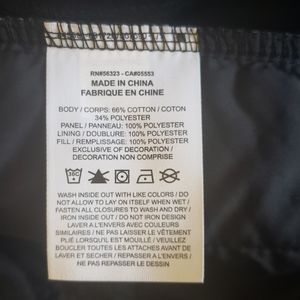 RN#56323 - CA#05553
MADE IN CHINA
FABRIQUE EN CHINE
BODY / CORPS: 66% COTTON / COTON
34% POLYESTER
PANEL / PANNEAU: 100% POLYESTER
LINING / DOUBLURE: 100% POLYESTER
FILL / REMPLISSAGE: 100% POLYESTER
EXCLUSIVE OF DECORATION /
DECORATION NON COMPRISE
WASH INSIDE OUT WITH LIKE COLORS / DO
NOT ALLOW TO LAY ON ITSELF WHEN WET /
FASTEN ALL CLOSURES TO WASH AND DRY /
IRON INSIDE OUT / DO NOT IRON DESIGN
LAVER A L'ENVERS AVEC COULEURS
SIMILAIRES / NE PAS LAISSER LE VÊTEMENT
PLIÉ LORSQU'IL EST MOUILLÉ / VEUILLEZ
BOUCLER TOUTES LES ATTACHES AVANT DE
LAVER ET SÉCHER / REPASSER A L'ENVERS /
NE PAS REPASSER LE DESSIN